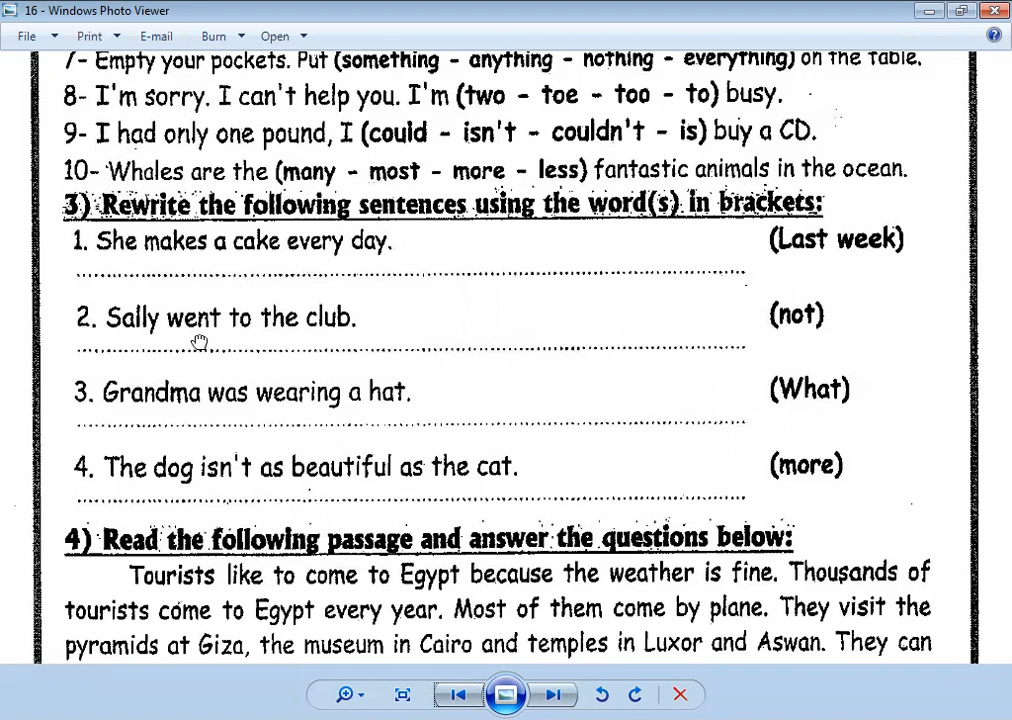 16 - Windows Photo Viewer
File Print E-mail Burn Open
7- Empty your pockets. Put (something - anything - nothing - everything) on the table.
8- I'm sorry. I can't help you. I'm (two - toe - too - to) busy.
9- I had only one pound, I (could - isn't - couldn't - is) buy a CD.
10- Whales are the (many - most - more - less) fantastic animals in the ocean.
3) Rewrite the following sentences using the word(s) in brackets:
1. She makes a cake every day. (Last week)
2. Sally went to the club. (not)
3. Grandma was wearing a hat. (What)
4. The dog isn't as beautiful as the cat. (more)
4) Read the following passage and answer the questions below:
Tourists like to come to Egypt because the weather is fine. Thousands of
tourists come to Egypt every year. Most of them come by plane. They visit the
pyramids at Giza, the museum in Cairo and temples in Luxor and Aswan. They can